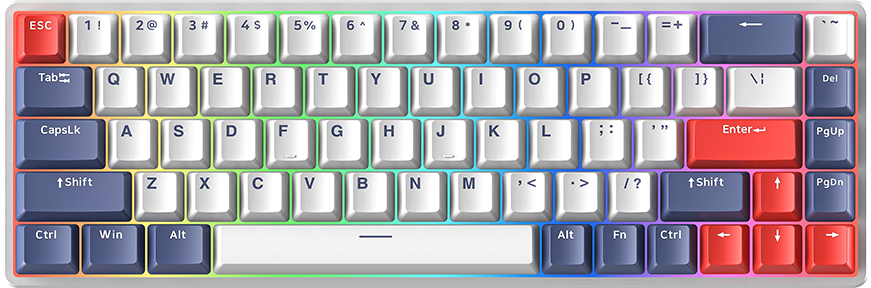 ESC 1 ! 2 @ 3 # 4 $ 5 % 6 ^ 7 & 8 * 9 ( 0 ) - _ = + ← ` ~
Tab↹ Q W E R T Y U I O P [ { ] } \ ¦ Del
CapsLk A S D F G H J K L ; : ' " Enter↵ PgUp
↑Shift Z X C V B N M , < . > / ? ↑Shift ↑ PgDn
Ctrl Win Alt — Alt Fn Ctrl ← ↓ →